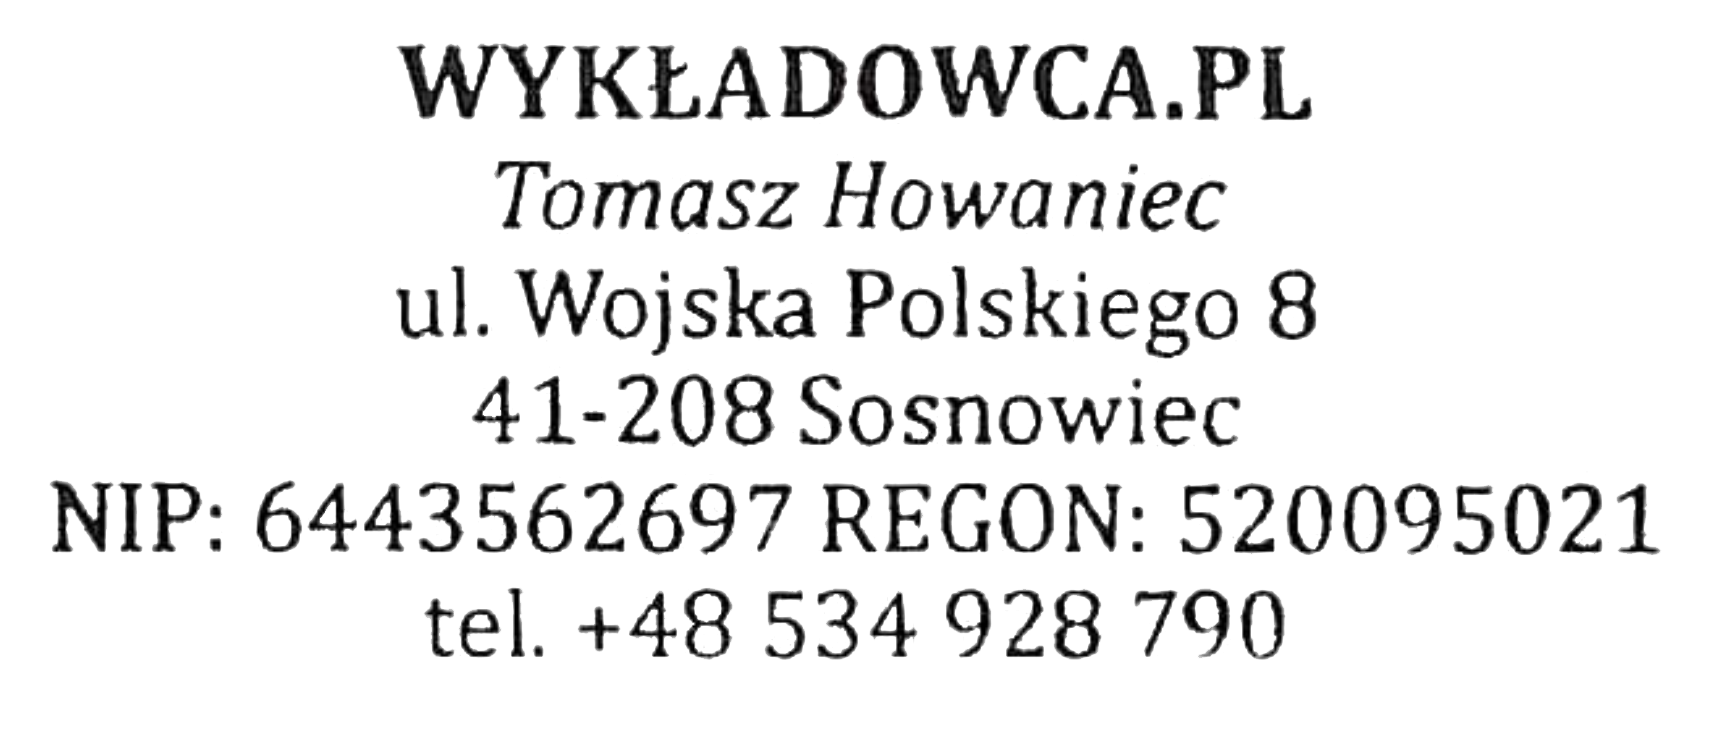 WYKŁADOWCA.PL
Tomasz Howaniec
ul. Wojska Polskiego 8
41-208 Sosnowiec
NIP: 6443562697 REGON: 520095021
tel. +48 534 928 790